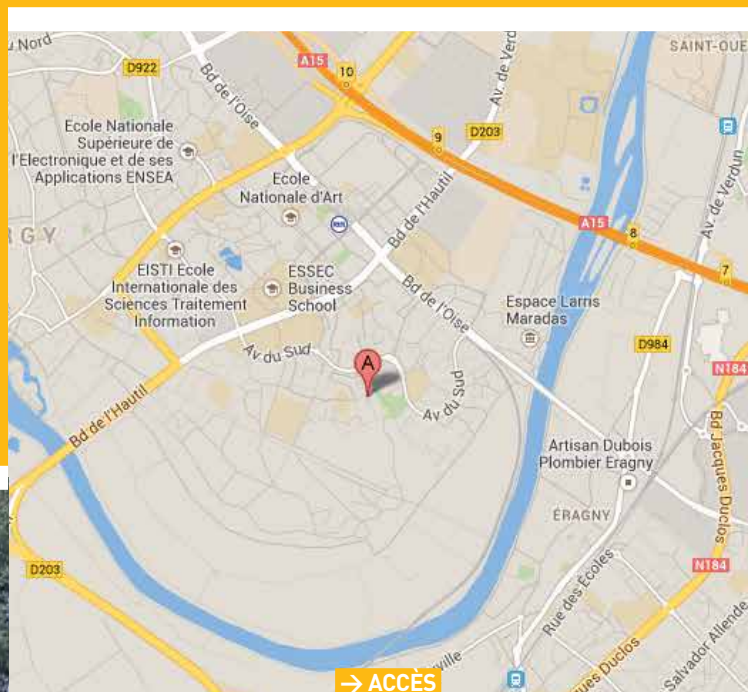 u Nord
D922
Bd de l'Oise
A15
10
Av. de Verd
SAINT-OUE
Ecole Nationale
Supérieure de
l'Electronique et de ses
Applications ENSEA
9
D203
Av. de Verdun
Ecole
Nationale d'Art
Bd de l'Hautil
A15
8
RGY
7
EISTI Ecole
Internationale des
Sciences Traitement
Information
ESSEC
Business
School
Bd de l'Oise
Espace Larris
Maradas
D984
Av du Sud
A
N184
Av du Sud
Bd de l'Hautil
Bd Jacques Duclos
Artisan Dubois
Plombier Eragny
ÉRAGNY
D203
N184
Rue des Écoles
Salvador Allende
ques Duclos
ville
→ ACCÈS